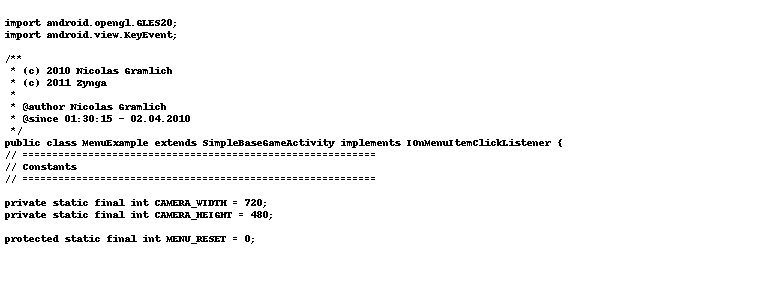 import android.opengl.GLES20;
import android.view.KeyEvent;
/**
* (c) 2010 Nicolas Gramlich
* (c) 2011 Zynga
*
* @author Nicolas Gramlich
* @since 01:30:15 - 02.04.2010
*/
public class MenuExample extends SimpleBaseGameActivity implements IOnMenuItemClickListener {
// ===========================================================
// Constants
// ===========================================================
private static final int CAMERA_WIDTH = 720;
private static final int CAMERA_HEIGHT = 480;
protected static final int MENU_RESET = 0;